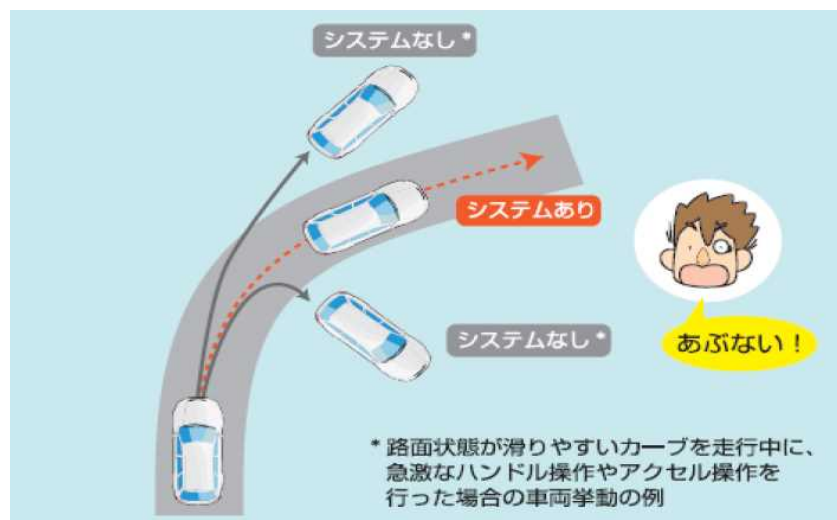 システムなし*
システムあり
システムなし*
あぶない！
*路面状態が滑りやすいカーブを走行中に、
急激なハンドル操作やアクセル操作を
行った場合の車両挙動の例